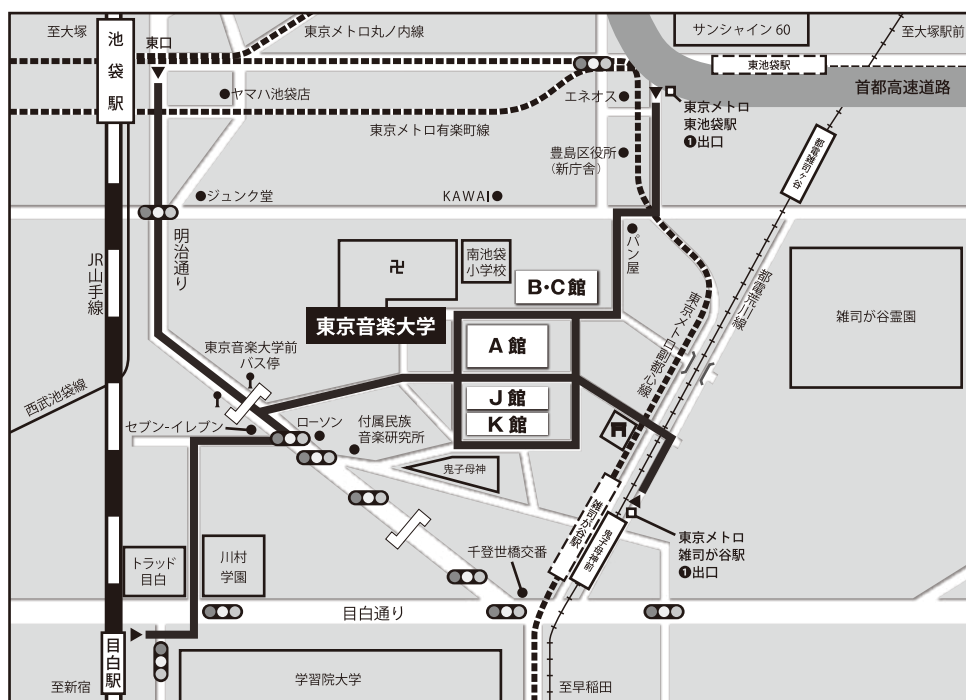 至大塚
池袋駅
東口
東京メトロ丸ノ内線
サンシャイン60
至大塚駅前
東池袋駅
首都高速道路
ヤマハ池袋店
エネオス
東京メトロ
東池袋駅
❶出口
東京メトロ有楽町線
都電雑司ヶ谷
豊島区役所
(新庁舎)
ジュンク堂
KAWAI
明治通り
JR山手線
パン屋
南池袋
小学校
卍
B・C館
都電荒川線
東京メトロ副都心線
雑司が谷霊園
東京音楽大学
A館
東京音楽大学前
バス停
西武池袋線
J館
K館
セブン-イレブン
ローソン
付属民族
音楽研究所
鬼子母神
雑司が谷駅
鬼子母神前
東京メトロ
雑司が谷駅
❶出口
千登世橋交番
トラッド
目白
川村
学園
目白通り
目白駅
至新宿
学習院大学
至早稲田